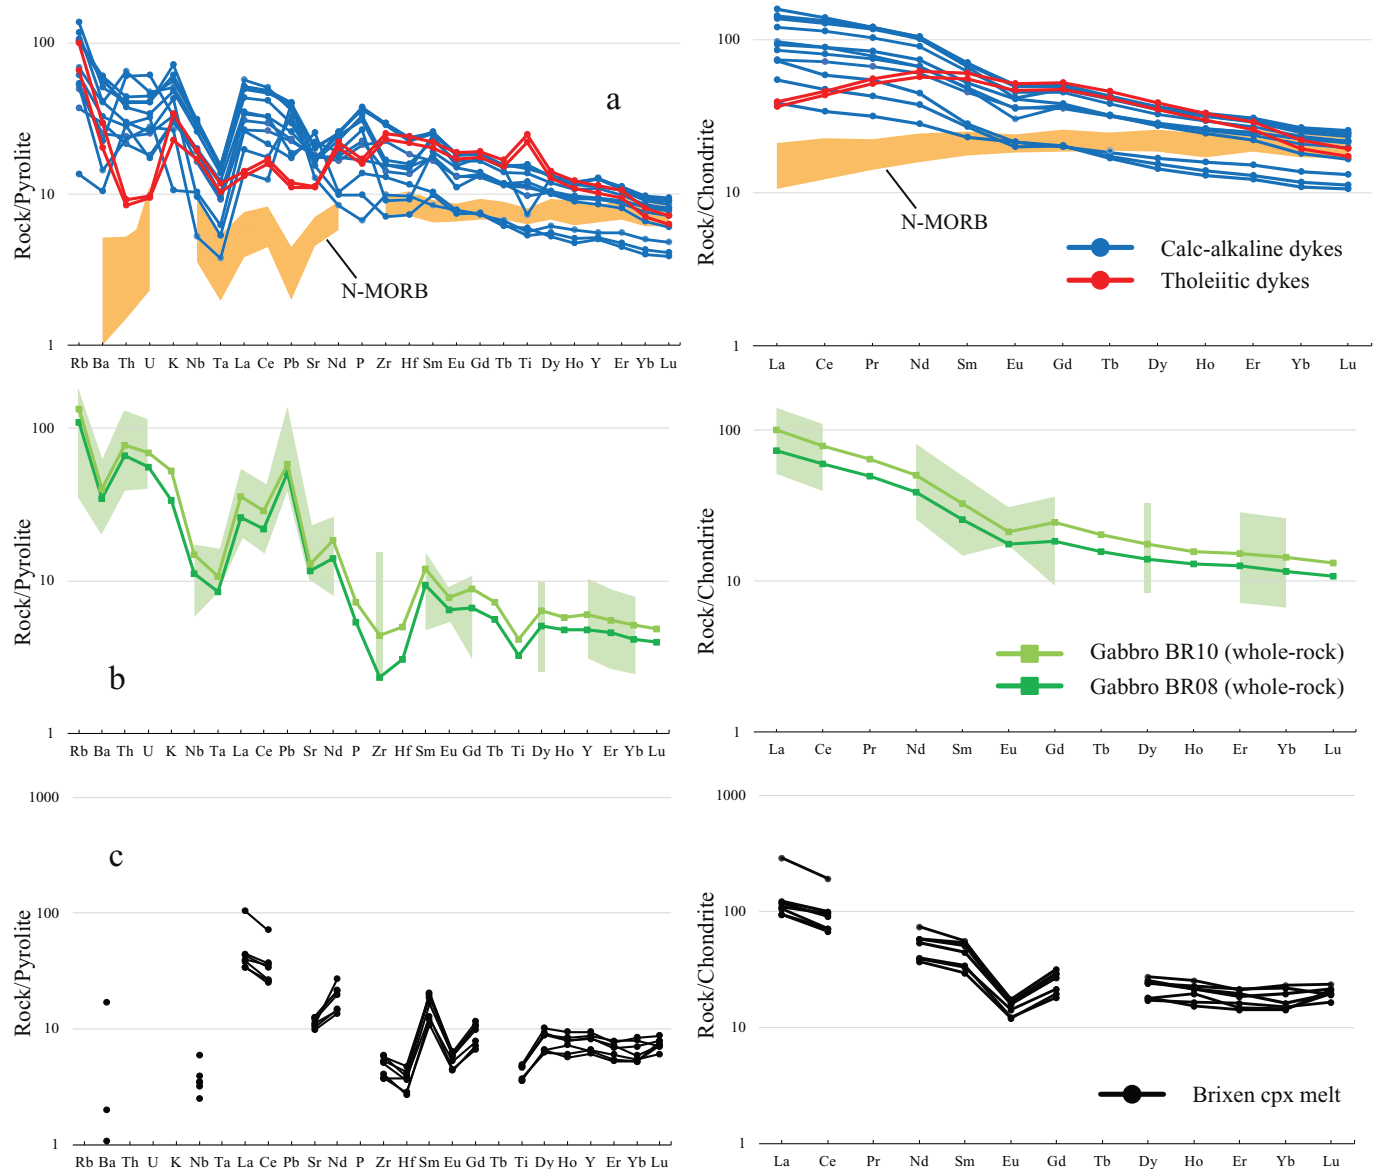 100
10
1
Rock/Pyrolite
a
N-MORB
Rb Ba Th U K Nb Ta La Ce Pb Sr Nd P Zr Hf Sm Eu Gd Tb Ti Dy Ho Y Er Yb Lu
100
10
1
Rock/Chondrite
N-MORB
Calc-alkaline dykes
Tholeiitic dykes
La Ce Pr Nd Sm Eu Gd Tb Dy Ho Er Yb Lu
100
10
1
Rock/Pyrolite
b
Rb Ba Th U K Nb Ta La Ce Pb Sr Nd P Zr Hf Sm Eu Gd Tb Ti Dy Ho Y Er Yb Lu
100
10
1
Rock/Chondrite
Gabbro BR10 (whole-rock)
Gabbro BR08 (whole-rock)
La Ce Pr Nd Sm Eu Gd Tb Dy Ho Er Yb Lu
1000
100
10
1
Rock/Pyrolite
c
Rb Ba Th U K Nb Ta La Ce Pb Sr Nd P Zr Hf Sm Eu Gd Tb Ti Dy Ho Y Er Yb Lu
1000
100
10
1
Rock/Chondrite
Brixen cpx melt
La Ce Pr Nd Sm Eu Gd Tb Dy Ho Er Yb Lu